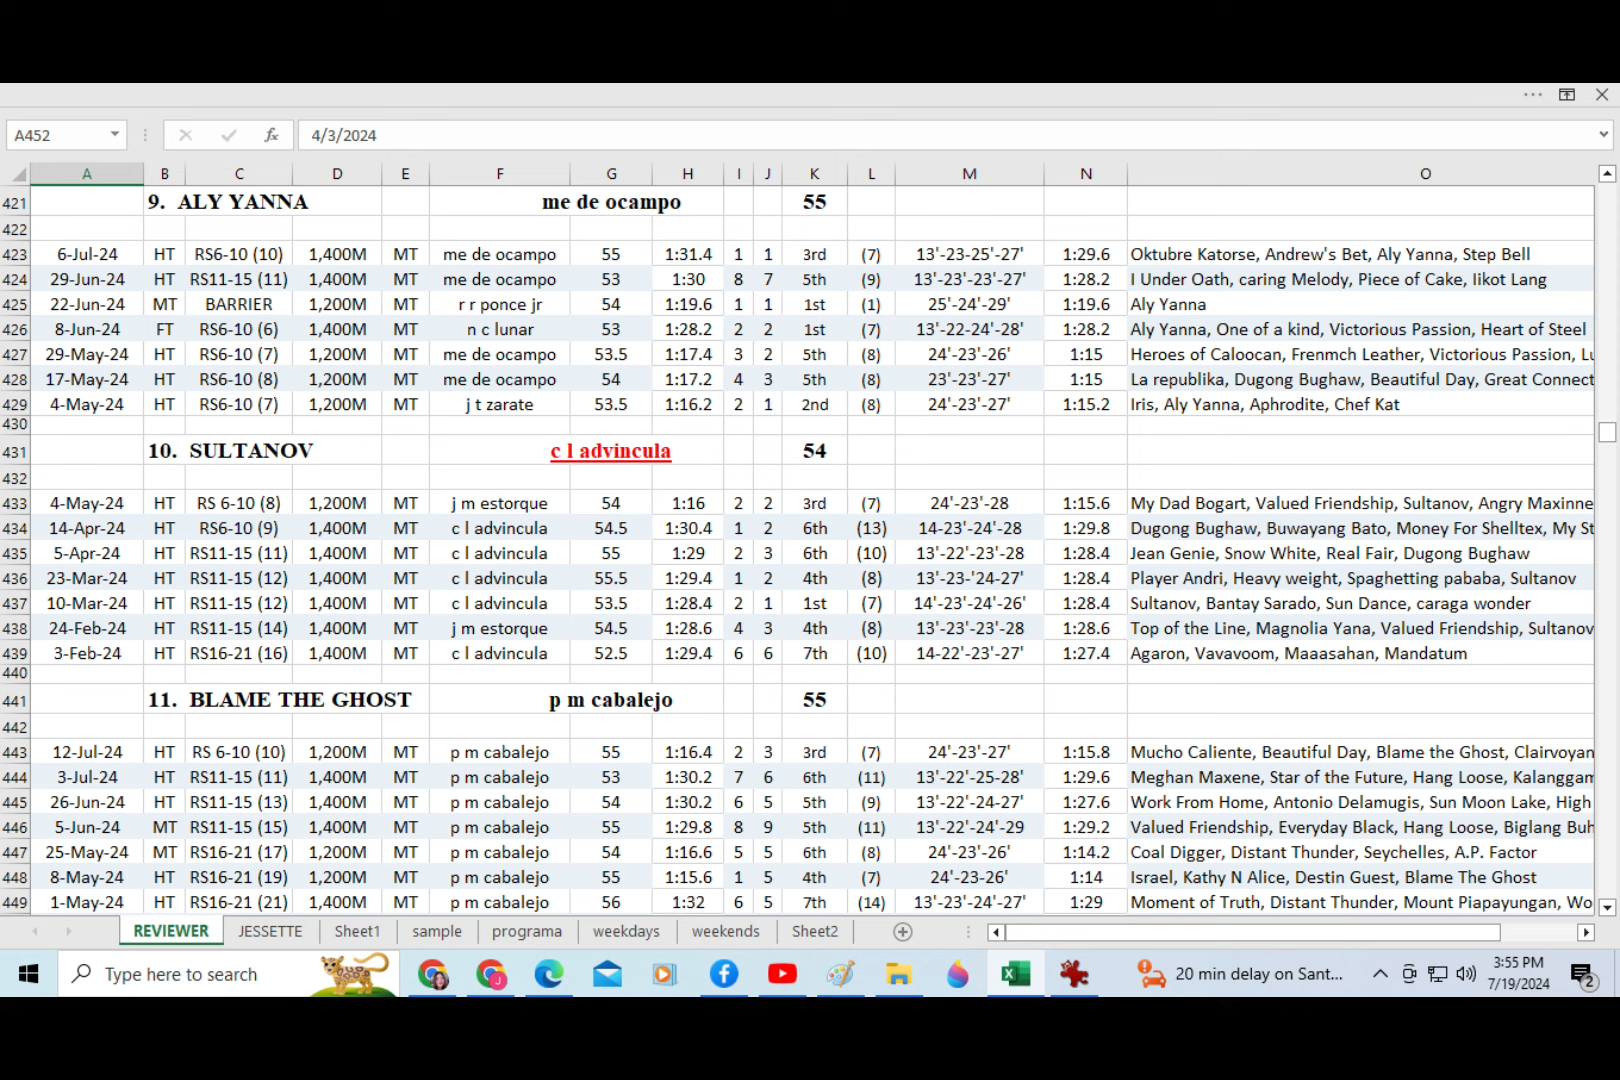 A452 fx 4/3/2024
A B C D E F G H I J K L M N O
421 9. ALY YANNA me de ocampo 55
422
423 6-Jul-24 HT RS6-10 (10) 1,400M MT me de ocampo 55 1:31.4 1 1 3rd (7) 13'-23-25'-27' 1:29.6 Oktubre Katorse, Andrew's Bet, Aly Yanna, Step Bell
424 29-Jun-24 HT RS11-15 (11) 1,400M MT me de ocampo 53 1:30 8 7 5th (9) 13'-23'-23'-27' 1:28.2 I Under Oath, caring Melody, Piece of Cake, Iikot Lang
425 22-Jun-24 MT BARRIER 1,200M MT r r ponce jr 54 1:19.6 1 1 1st (1) 25'-24'-29' 1:19.6 Aly Yanna
426 8-Jun-24 FT RS6-10 (6) 1,400M MT n c lunar 53 1:28.2 2 2 1st (7) 13'-22-24'-28' 1:28.2 Aly Yanna, One of a kind, Victorious Passion, Heart of Steel
427 29-May-24 HT RS6-10 (7) 1,200M MT me de ocampo 53.5 1:17.4 3 2 5th (8) 24'-23'-26' 1:15 Heroes of Caloocan, Frenmch Leather, Victorious Passion, Lu
428 17-May-24 HT RS6-10 (8) 1,200M MT me de ocampo 54 1:17.2 4 3 5th (8) 23'-23'-27' 1:15 La republika, Dugong Bughaw, Beautiful Day, Great Connect
429 4-May-24 HT RS6-10 (7) 1,200M MT j t zarate 53.5 1:16.2 2 1 2nd (8) 24'-23'-27' 1:15.2 Iris, Aly Yanna, Aphrodite, Chef Kat
430
431 10. SULTANOV c l advincula 54
432
433 4-May-24 HT RS 6-10 (8) 1,200M MT j m estorque 54 1:16 2 2 3rd (7) 24'-23'-28 1:15.6 My Dad Bogart, Valued Friendship, Sultanov, Angry Maxinne
434 14-Apr-24 HT RS6-10 (9) 1,400M MT c l advincula 54.5 1:30.4 1 2 6th (13) 14-23'-24'-28 1:29.8 Dugong Bughaw, Buwayang Bato, Money For Shelltex, My St
435 5-Apr-24 HT RS11-15 (11) 1,400M MT c l advincula 55 1:29 2 3 6th (10) 13'-22'-23'-28 1:28.4 Jean Genie, Snow White, Real Fair, Dugong Bughaw
436 23-Mar-24 HT RS11-15 (12) 1,400M MT c l advincula 55.5 1:29.4 1 2 4th (8) 13'-23-'24-27' 1:28.4 Player Andri, Heavy weight, Spaghetting pababa, Sultanov
437 10-Mar-24 HT RS11-15 (12) 1,400M MT c l advincula 53.5 1:28.4 2 1 1st (7) 14'-23'-24'-26' 1:28.4 Sultanov, Bantay Sarado, Sun Dance, caraga wonder
438 24-Feb-24 HT RS11-15 (14) 1,400M MT j m estorque 54.5 1:28.6 4 3 4th (8) 13'-23'-23'-28 1:28.6 Top of the Line, Magnolia Yana, Valued Friendship, Sultanov
439 3-Feb-24 HT RS16-21 (16) 1,400M MT c l advincula 52.5 1:29.4 6 6 7th (10) 14-22'-23'-27' 1:27.4 Agaron, Vavavoom, Maaasahan, Mandatum
440
441 11. BLAME THE GHOST p m cabalejo 55
442
443 12-Jul-24 HT RS 6-10 (10) 1,200M MT p m cabalejo 55 1:16.4 2 3 3rd (7) 24'-23'-27' 1:15.8 Mucho Caliente, Beautiful Day, Blame the Ghost, Clairvoyan
444 3-Jul-24 HT RS11-15 (11) 1,400M MT p m cabalejo 53 1:30.2 7 6 6th (11) 13'-22'-25-28' 1:29.6 Meghan Maxene, Star of the Future, Hang Loose, Kalanggam
445 26-Jun-24 HT RS11-15 (13) 1,400M MT p m cabalejo 54 1:30.2 6 5 5th (9) 13'-22'-24-27' 1:27.6 Work From Home, Antonio Delamugis, Sun Moon Lake, High
446 5-Jun-24 MT RS11-15 (15) 1,400M MT p m cabalejo 55 1:29.8 8 9 5th (11) 13'-22'-24'-29 1:29.2 Valued Friendship, Everyday Black, Hang Loose, Biglang Buh
447 25-May-24 MT RS16-21 (17) 1,200M MT p m cabalejo 54 1:16.6 5 5 6th (8) 24'-23'-26' 1:14.2 Coal Digger, Distant Thunder, Seychelles, A.P. Factor
448 8-May-24 HT RS16-21 (19) 1,200M MT p m cabalejo 55 1:15.6 1 5 4th (7) 24'-23-26' 1:14 Israel, Kathy N Alice, Destin Guest, Blame The Ghost
449 1-May-24 HT RS16-21 (21) 1,400M MT p m cabalejo 56 1:32 6 5 7th (14) 13'-23'-24'-27' 1:29 Moment of Truth, Distant Thunder, Mount Piapayungan, Wo
REVIEWER JESSETTE Sheet1 sample programa weekdays weekends Sheet2
Type here to search 20 min delay on Sant... 3:55 PM
7/19/2024 2